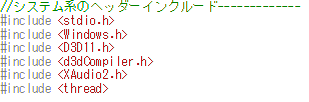 //システム系のヘッダーインクルード-------------
#include <stdio.h>
#include <Windows.h>
#include <D3D11.h>
#include <d3dCompiler.h>
#include <XAudio2.h>
#include <thread>